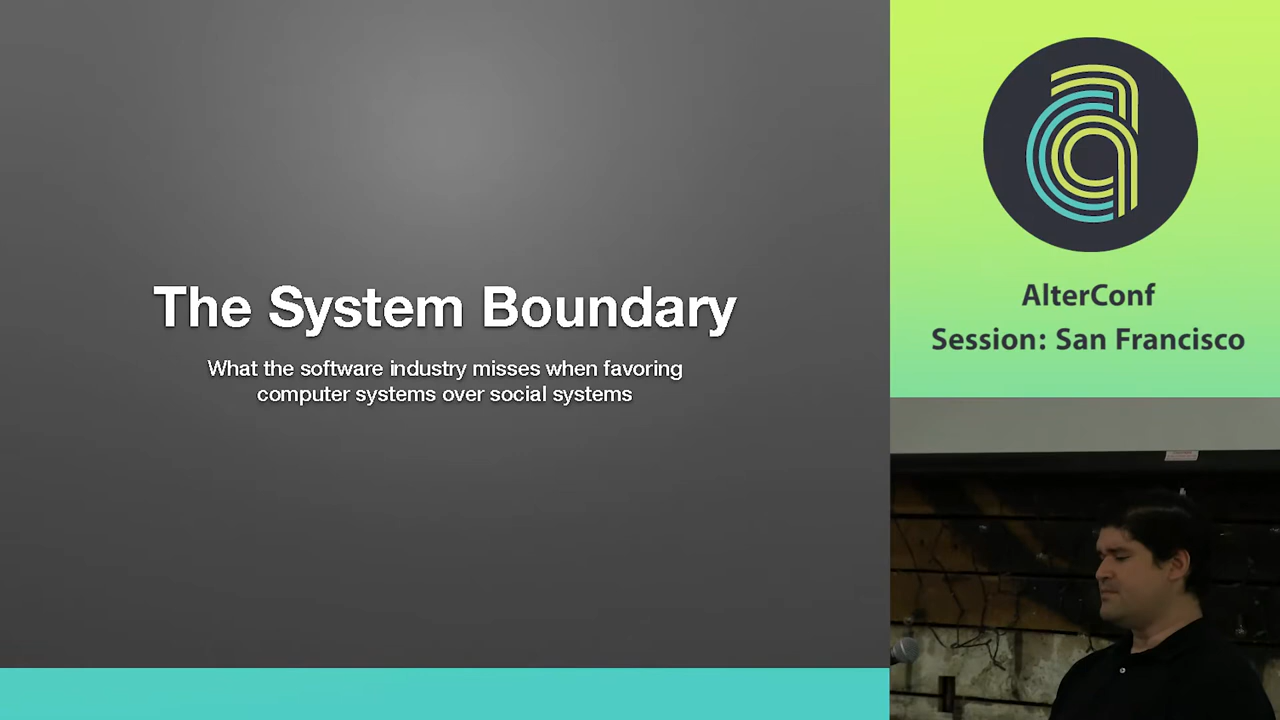 The System Boundary
What the software industry misses when favoring
computer systems over social systems
AlterConf
Session: San Francisco